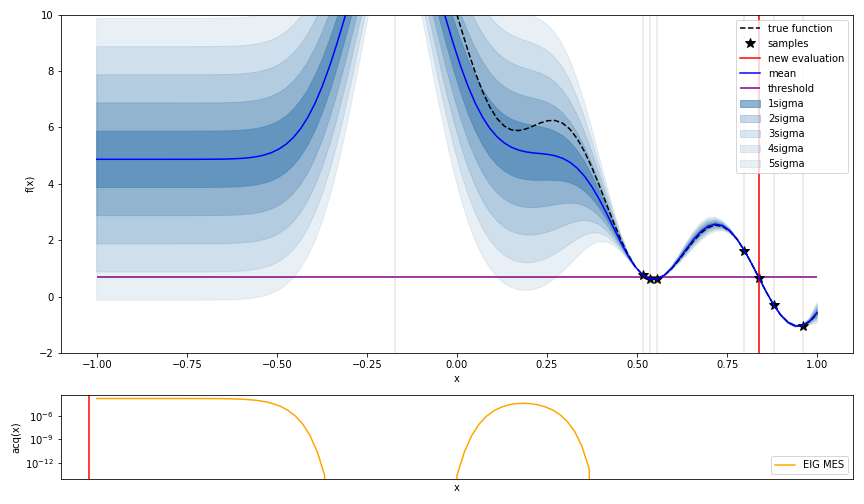 10
8
6
4
2
0
−2
f(x)
−1.00
−0.75
−0.50
−0.25
0.00
0.25
0.50
0.75
1.00
x
true function
samples
new evaluation
mean
threshold
1sigma
2sigma
3sigma
4sigma
5sigma
acq(x)
10−6
10−9
10−12
x
EIG MES